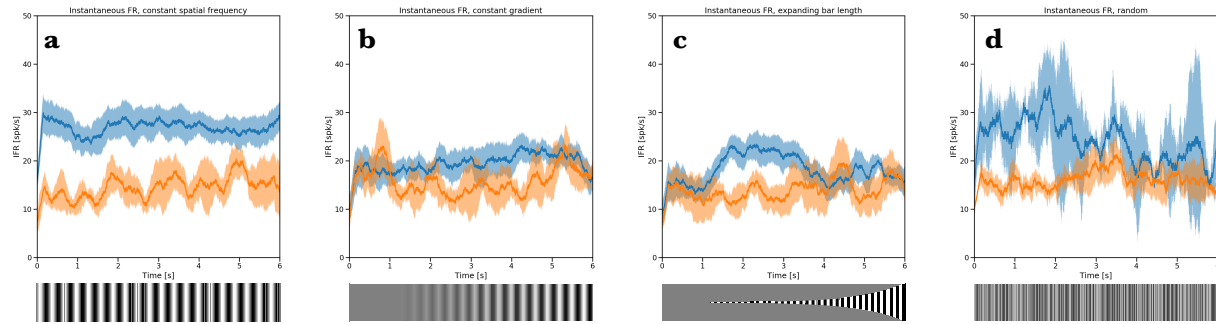 Instantaneous FR, constant spatial frequency
a
50
40
30
20
10
0
IFR [spk/s]
0 1 2 3 4 5 6
Time [s]
Instantaneous FR, constant gradient
b
50
40
30
20
10
0
IFR [spk/s]
0 1 2 3 4 5 6
Time [s]
Instantaneous FR, expanding bar length
c
50
40
30
20
10
0
IFR [spk/s]
0 1 2 3 4 5 6
Time [s]
Instantaneous FR, random
d
50
40
30
20
10
0
IFR [spk/s]
0 1 2 3 4 5
Time [s]